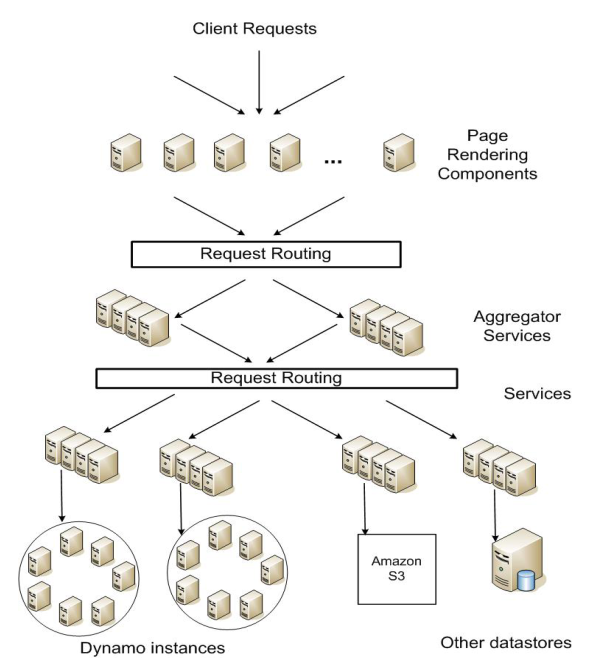 Client Requests
Page
Rendering
Components
...
Request Routing
Aggregator
Services
Request Routing
Services
Amazon
S3
Dynamo instances
Other datastores